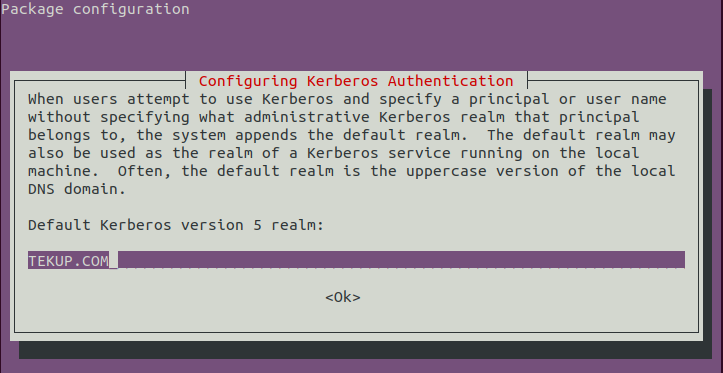 Package configuration
Configuring Kerberos Authentication
When users attempt to use Kerberos and specify a principal or user name
without specifying what administrative Kerberos realm that principal
belongs to, the system appends the default realm.  The default realm may
also be used as the realm of a Kerberos service running on the local
machine.  Often, the default realm is the uppercase version of the local
DNS domain.
Default Kerberos version 5 realm:
TEKUP.COM
<Ok>